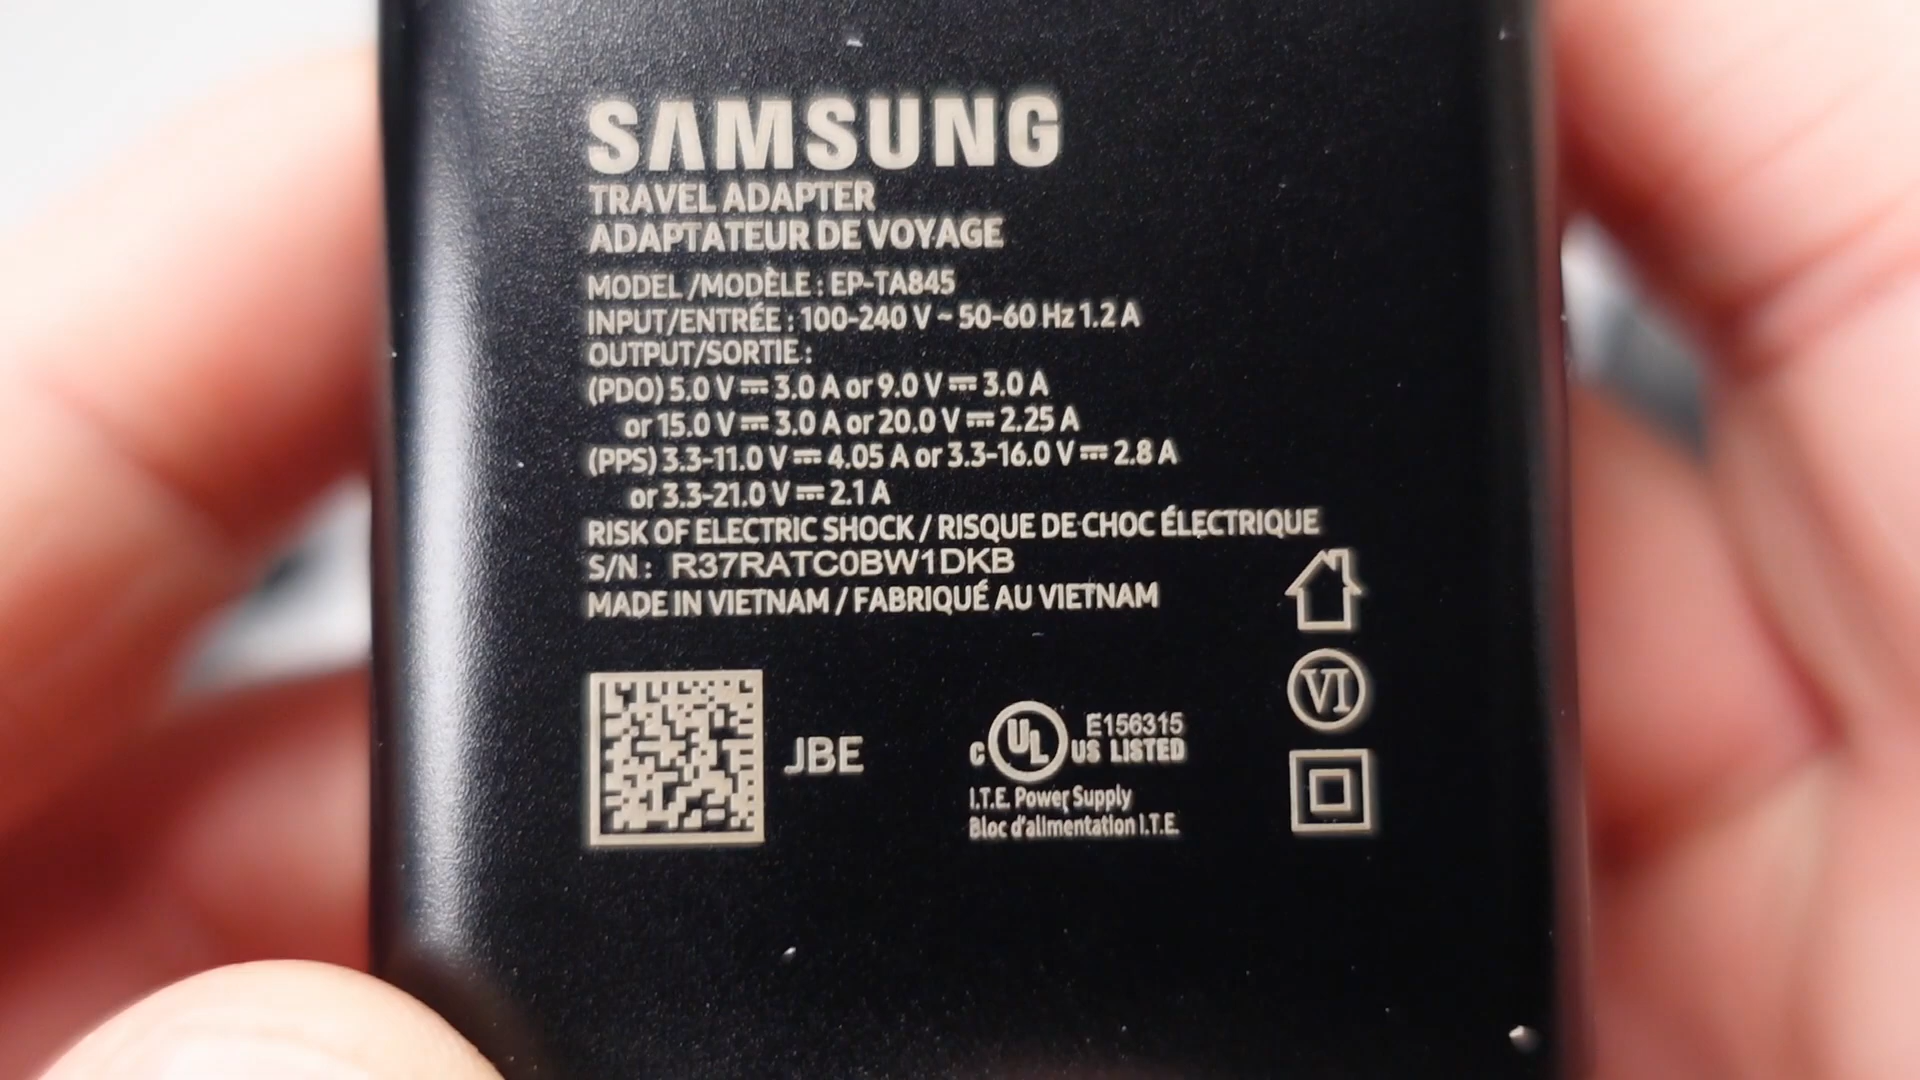 SAMSUNG
TRAVEL ADAPTER
ADAPTATEUR DE VOYAGE
MODEL /MODÈLE : EP-TA845
INPUT/ENTRÉE : 100-240 V ~ 50-60 Hz 1.2 A
OUTPUT/SORTIE :
(PDO) 5.0 V ⎓ 3.0 A or 9.0 V ⎓ 3.0 A
or 15.0 V ⎓ 3.0 A or 20.0 V ⎓ 2.25 A
(PPS) 3.3-11.0 V ⎓ 4.05 A or 3.3-16.0 V ⎓ 2.8 A
or 3.3-21.0 V ⎓ 2.1 A
RISK OF ELECTRIC SHOCK / RISQUE DE CHOC ÉLECTRIQUE
S/N : R37RATC0BW1DKB
MADE IN VIETNAM / FABRIQUÉ AU VIETNAM
VI
JBE
E156315
C UL US LISTED
I.T.E. Power Supply
Bloc d'alimentation I.T.E.